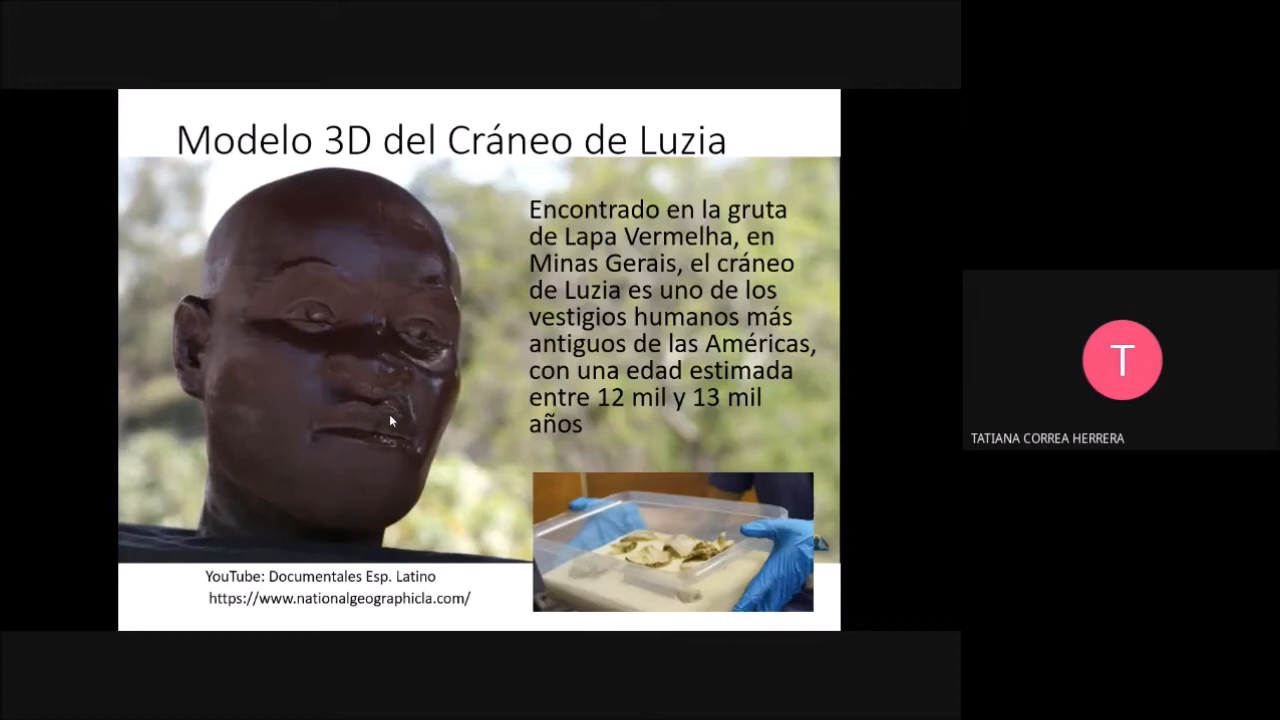 Modelo 3D del Cráneo de Luzia
Encontrado en la gruta
de Lapa Vermelha, en
Minas Gerais, el cráneo
de Luzia es uno de los
vestigios humanos más
antiguos de las Américas,
con una edad estimada
entre 12 mil y 13 mil
años
YouTube: Documentales Esp. Latino
https://www.nationalgeographicla.com/
T
TATIANA CORREA HERRERA